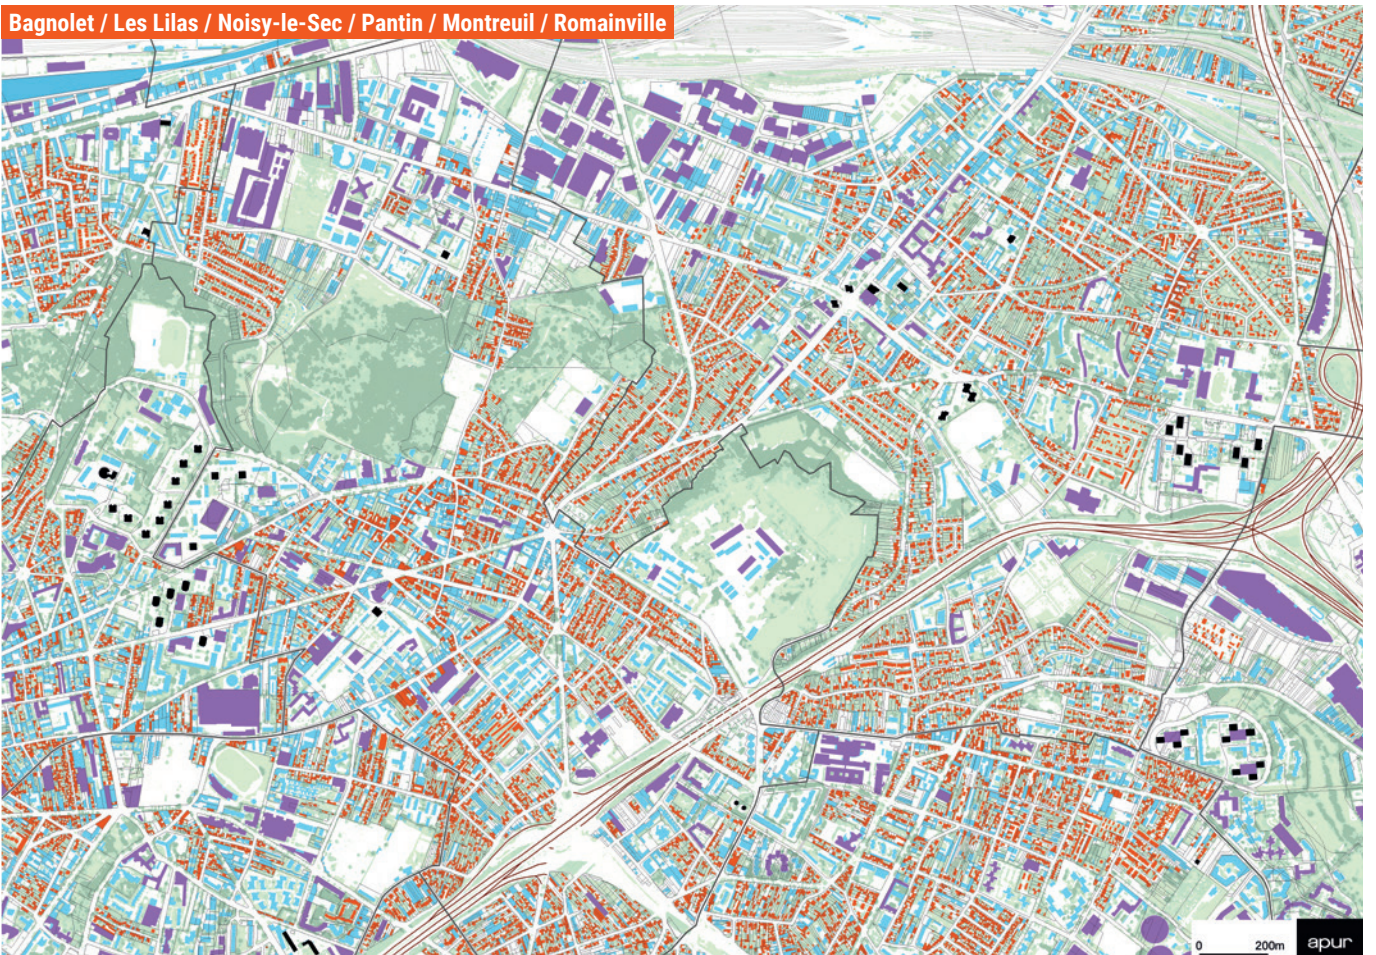 Bagnolet / Les Lilas / Noisy-le-Sec / Pantin / Montreuil / Romainville
0 200m
apur